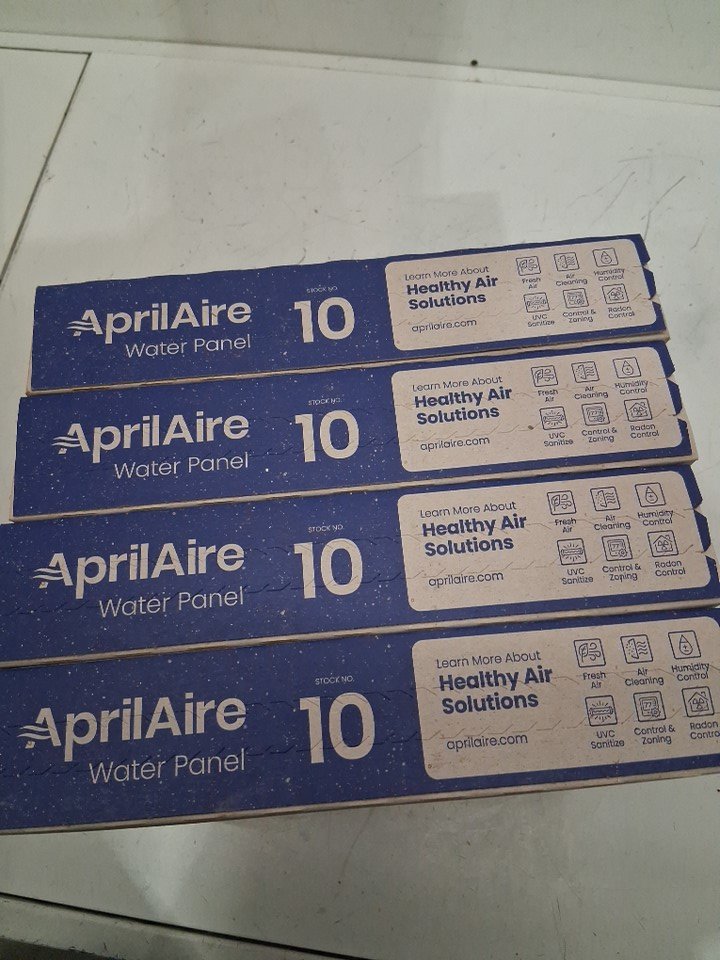 AprilAire
Water Panel
STOCK NO.
10
Learn More About
Healthy Air
Solutions
aprilaire.com
Fresh
Air
Air
Cleaning
Humidity
Control
UVC
Sanitize
Control &
Zoning
Radon
Control
AprilAire
Water Panel
STOCK NO.
10
Learn More About
Healthy Air
Solutions
aprilaire.com
Fresh
Air
Air
Cleaning
Humidity
Control
UVC
Sanitize
Control &
Zoning
Radon
Control
AprilAire
Water Panel
STOCK NO.
10
Learn More About
Healthy Air
Solutions
aprilaire.com
Fresh
Air
Air
Cleaning
Humidity
Control
UVC
Sanitize
Control &
Zoning
Radon
Control
AprilAire
Water Panel
STOCK NO.
10
Learn More About
Healthy Air
Solutions
aprilaire.com
Fresh
Air
Air
Cleaning
Humidity
Control
UVC
Sanitize
Control &
Zoning
Radon
Control